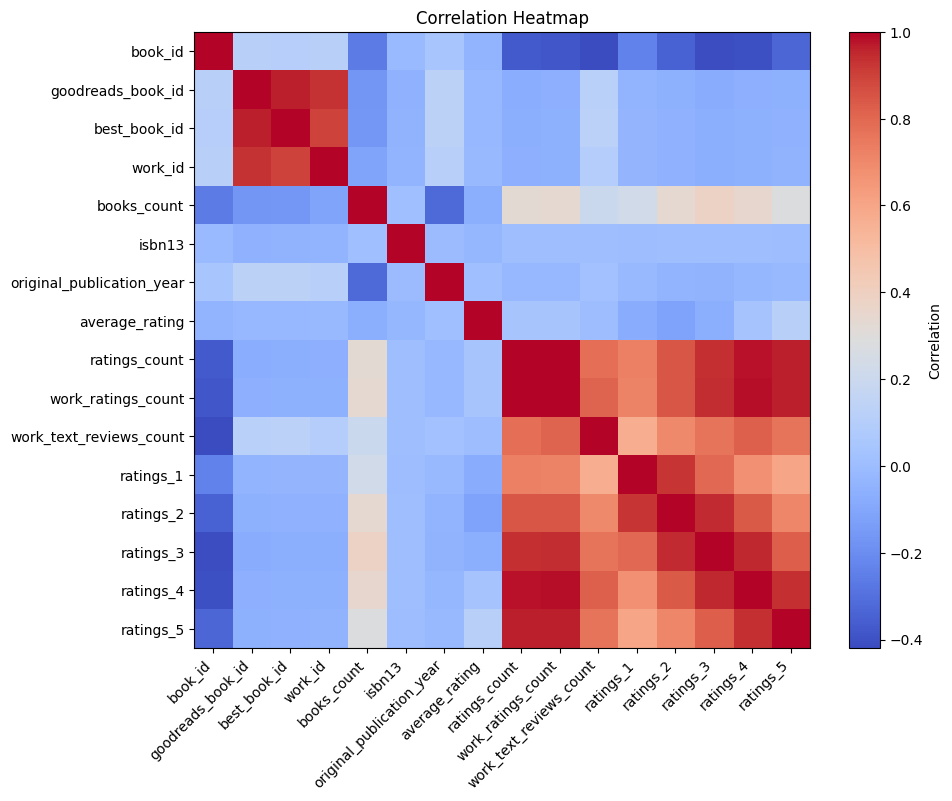 Correlation Heatmap
book_id
goodreads_book_id
best_book_id
work_id
books_count
isbn13
original_publication_year
average_rating
ratings_count
work_ratings_count
work_text_reviews_count
ratings_1
ratings_2
ratings_3
ratings_4
ratings_5
book_id
goodreads_book_id
best_book_id
work_id
books_count
isbn13
original_publication_year
average_rating
ratings_count
work_ratings_count
work_text_reviews_count
ratings_1
ratings_2
ratings_3
ratings_4
ratings_5
1.0
0.8
0.6
0.4
0.2
0.0
−0.2
−0.4
Correlation